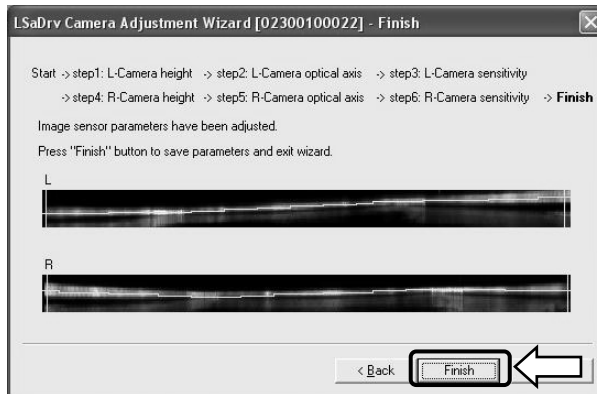 LSaDrv Camera Adjustment Wizard [02300100022] - Finish
Start -> step1: L-Camera height -> step2: L-Camera optical axis -> step3: L-Camera sensitivity
-> step4: R-Camera height -> step5: R-Camera optical axis -> step6: R-Camera sensitivity -> Finish
Image sensor parameters have been adjusted.
Press "Finish" button to save parameters and exit wizard.
L
R
< Back Finish